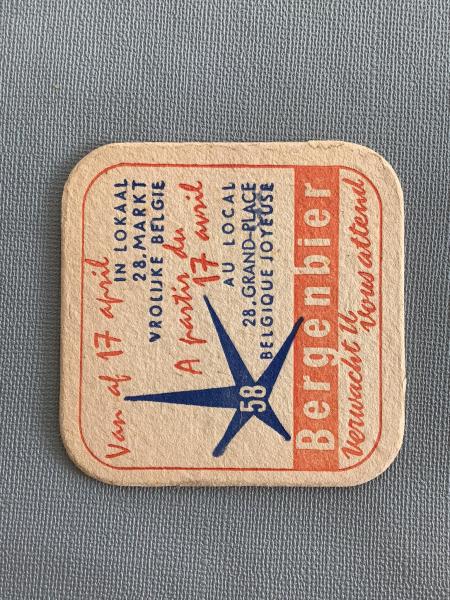 Van af 17 april
IN LOKAAL
28. MARKT
VROLIJKE BELGIE
A partir du
17 avril
AU LOCAL
28. GRAND-PLACE
BELGIQUE JOYEUSE
58
Bergenbier
verwacht U
Vous attend